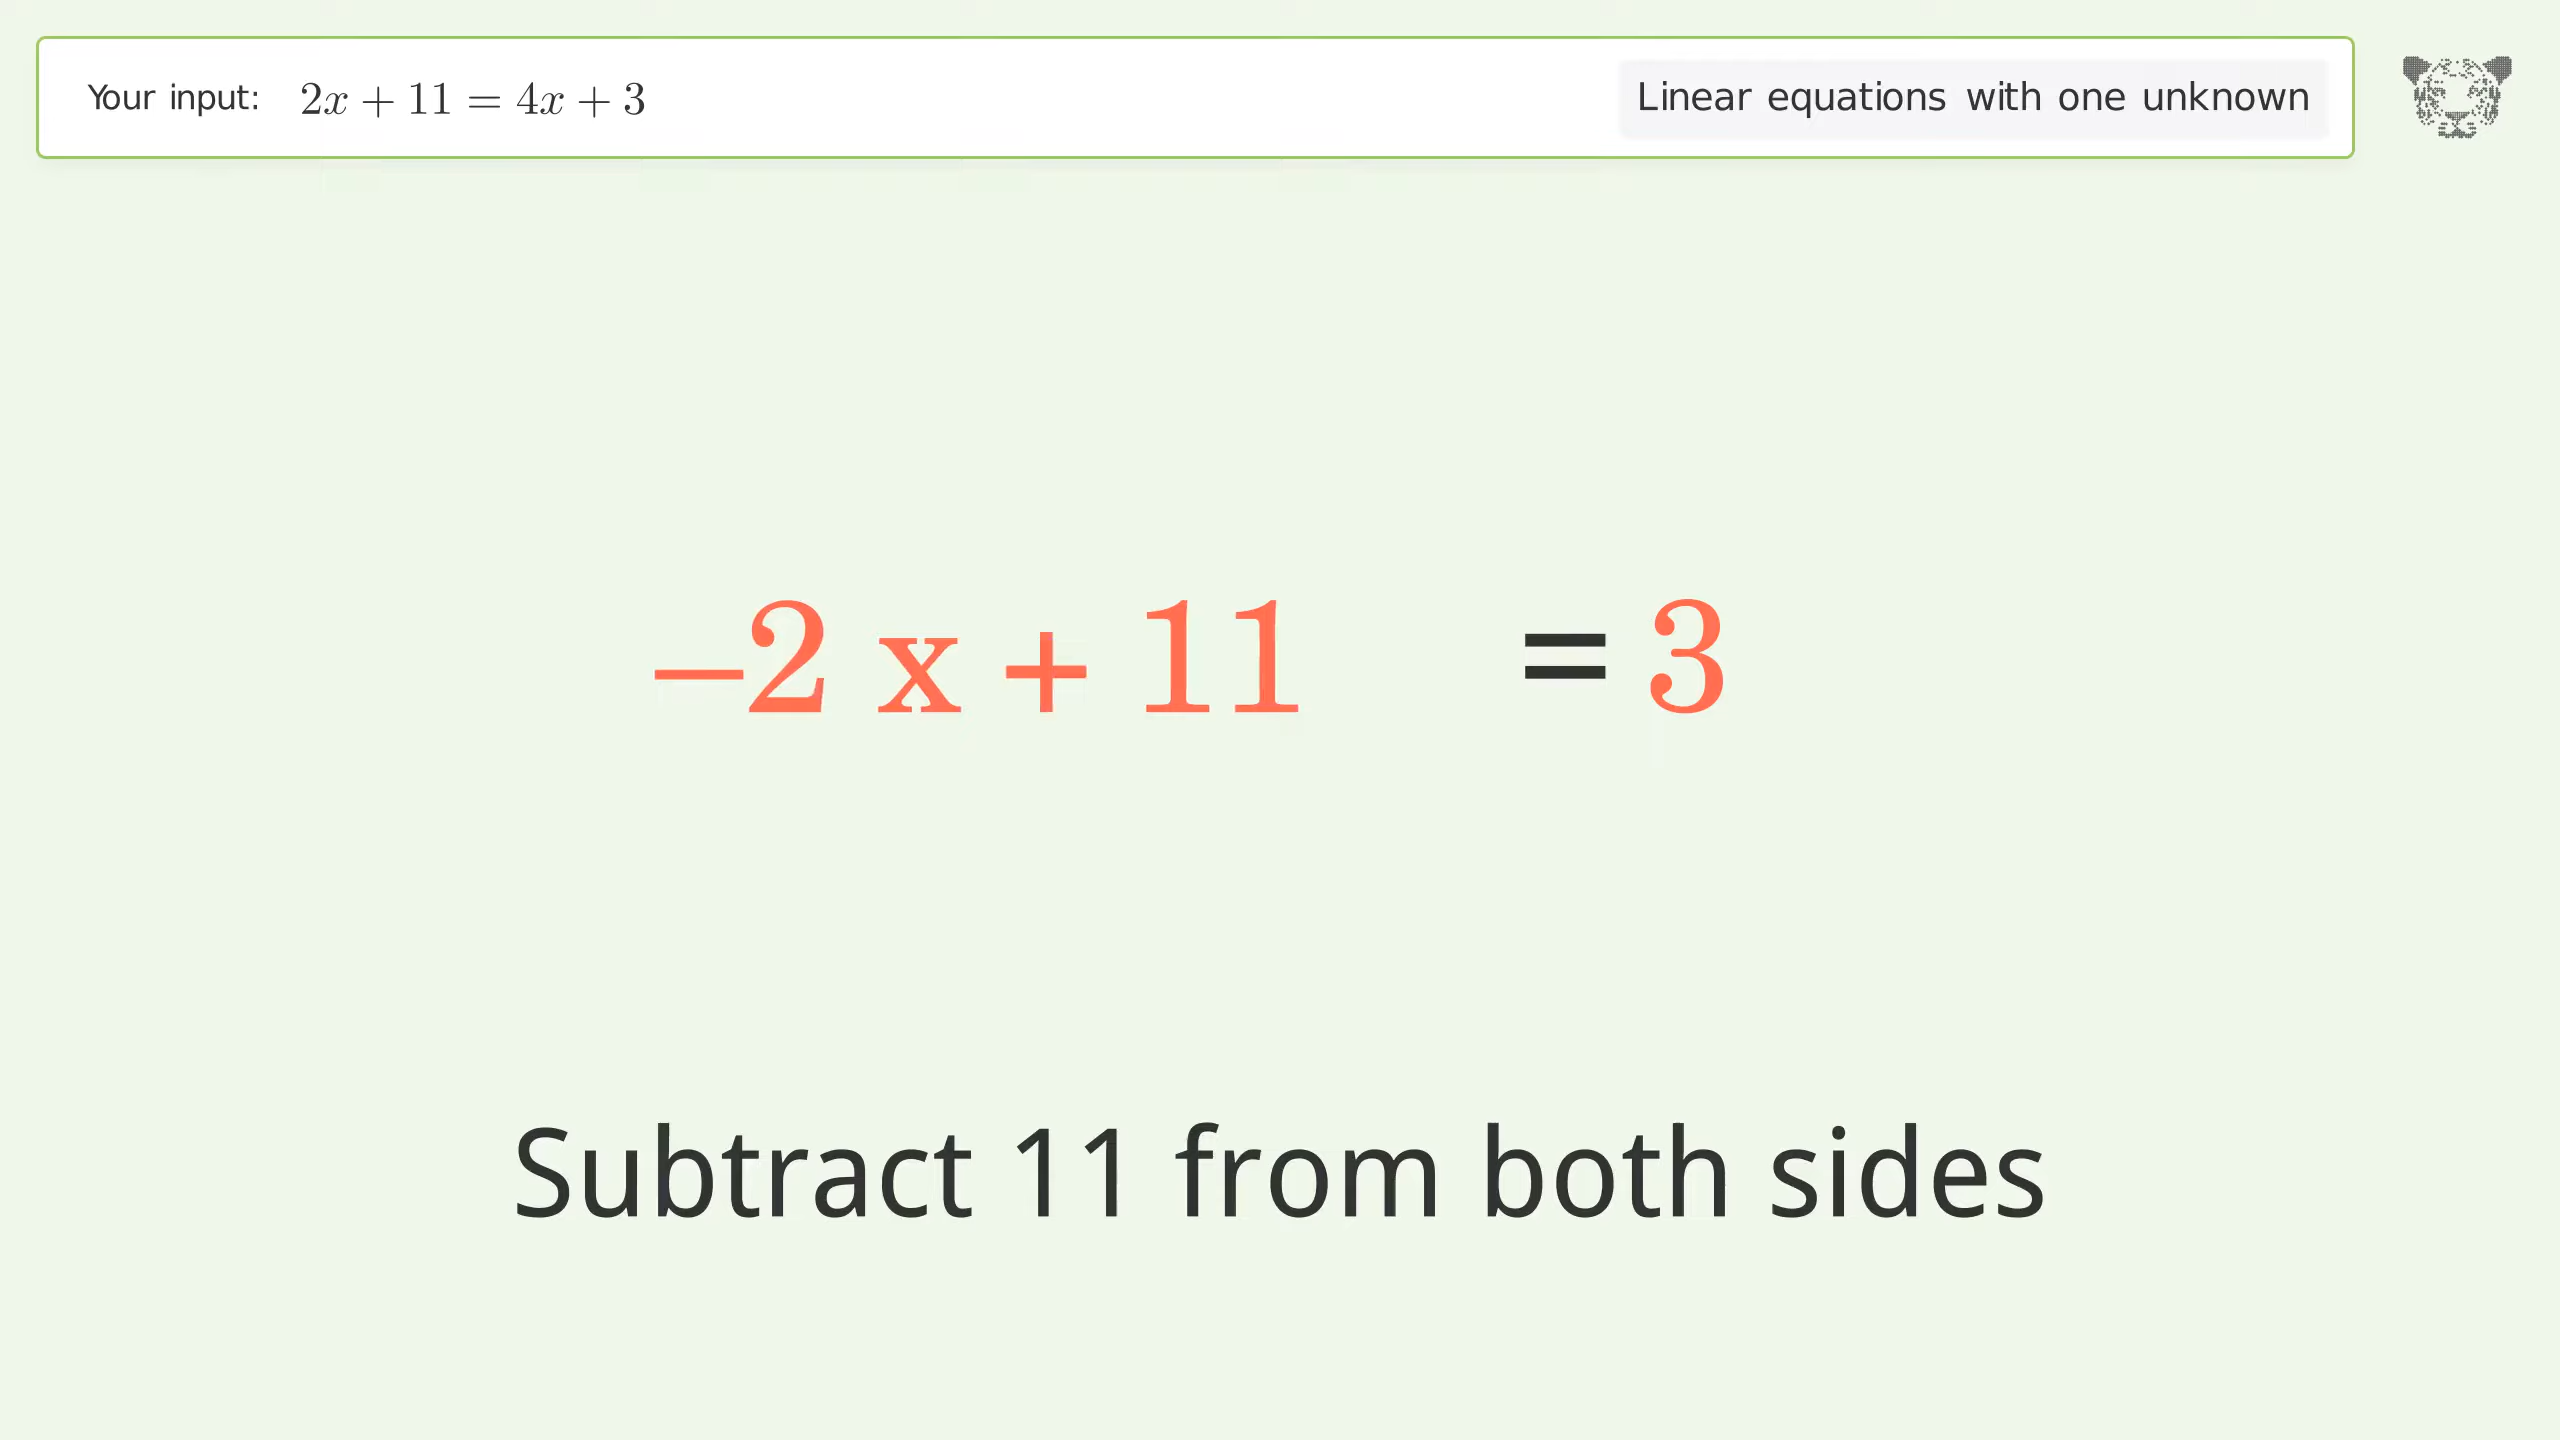 Your input: 2x + 11 = 4x + 3
Linear equations with one unknown
−2 x + 11 = 3
Subtract 11 from both sides